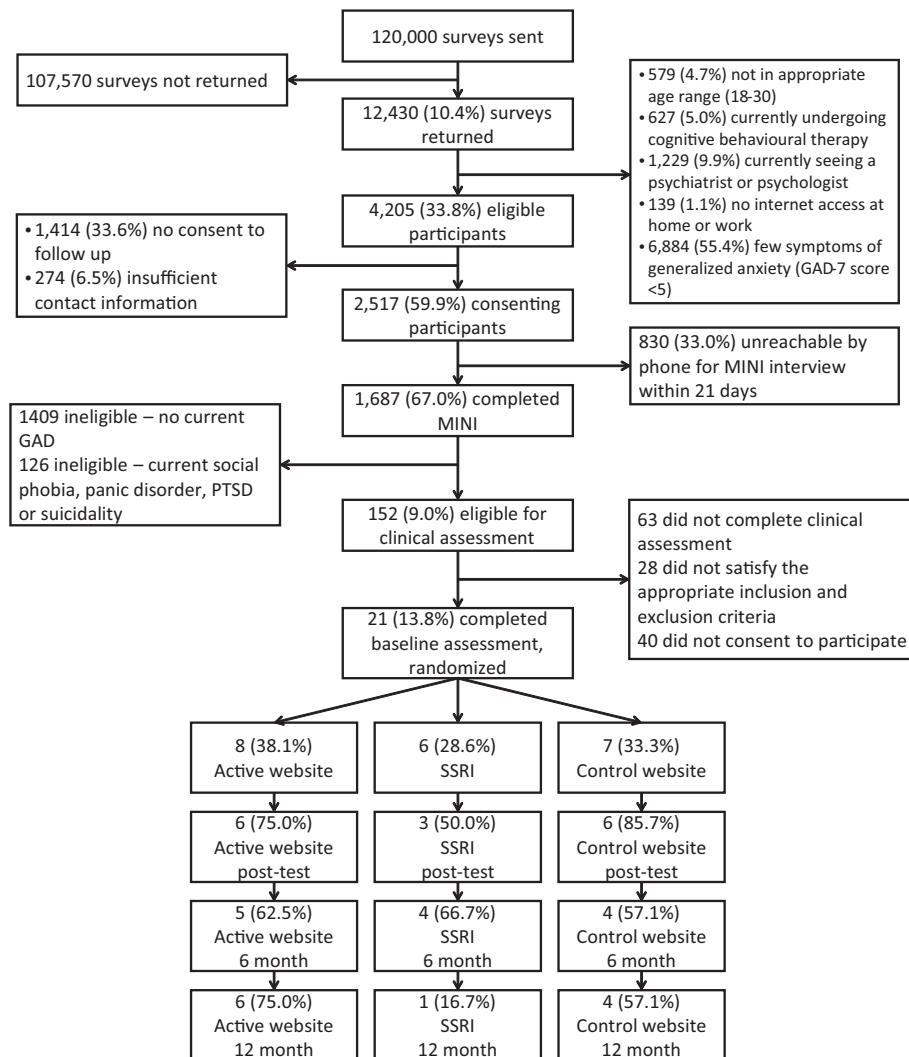 120,000 surveys sent
107,570 surveys not returned
12,430 (10.4%) surveys
returned
• 579 (4.7%) not in appropriate
age range (18-30)
• 627 (5.0%) currently undergoing
cognitive behavioural therapy
• 1,229 (9.9%) currently seeing a
psychiatrist or psychologist
• 139 (1.1%) no internet access at
home or work
• 6,884 (55.4%) few symptoms of
generalized anxiety (GAD-7 score
<5)
4,205 (33.8%) eligible
participants
• 1,414 (33.6%) no consent to
follow up
• 274 (6.5%) insufficient
contact information
2,517 (59.9%) consenting
participants
830 (33.0%) unreachable by
phone for MINI interview
within 21 days
1,687 (67.0%) completed
MINI
1409 ineligible – no current
GAD
126 ineligible – current social
phobia, panic disorder, PTSD
or suicidality
152 (9.0%) eligible for
clinical assessment
63 did not complete clinical
assessment
28 did not satisfy the
appropriate inclusion and
exclusion criteria
40 did not consent to participate
21 (13.8%) completed
baseline assessment,
randomized
8 (38.1%)
Active website
6 (28.6%)
SSRI
7 (33.3%)
Control website
6 (75.0%)
Active website
post-test
3 (50.0%)
SSRI
post-test
6 (85.7%)
Control website
post-test
5 (62.5%)
Active website
6 month
4 (66.7%)
SSRI
6 month
4 (57.1%)
Control website
6 month
6 (75.0%)
Active website
12 month
1 (16.7%)
SSRI
12 month
4 (57.1%)
Control website
12 month